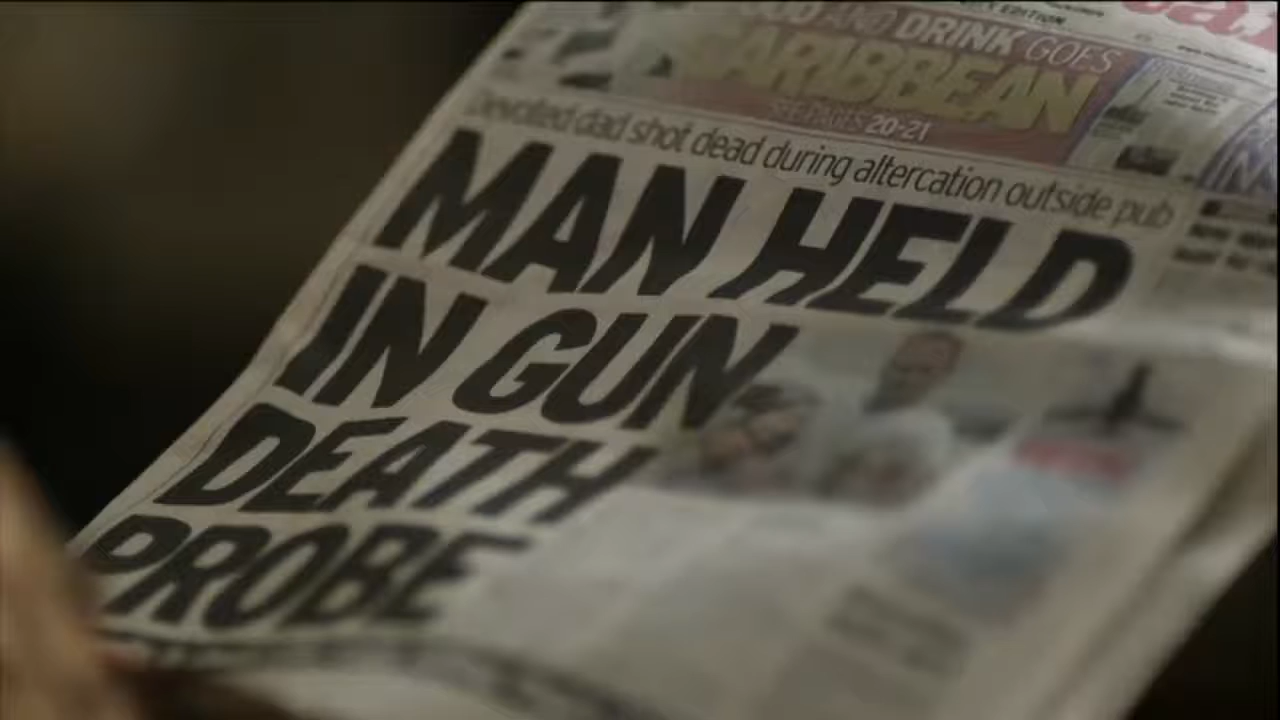 EDITION
AND DRINK GOES
CARIBBEAN
SEE PAGES 20-21
Devoted dad shot dead during altercation outside pub
MAN HELD
IN GUN
DEATH
PROBE